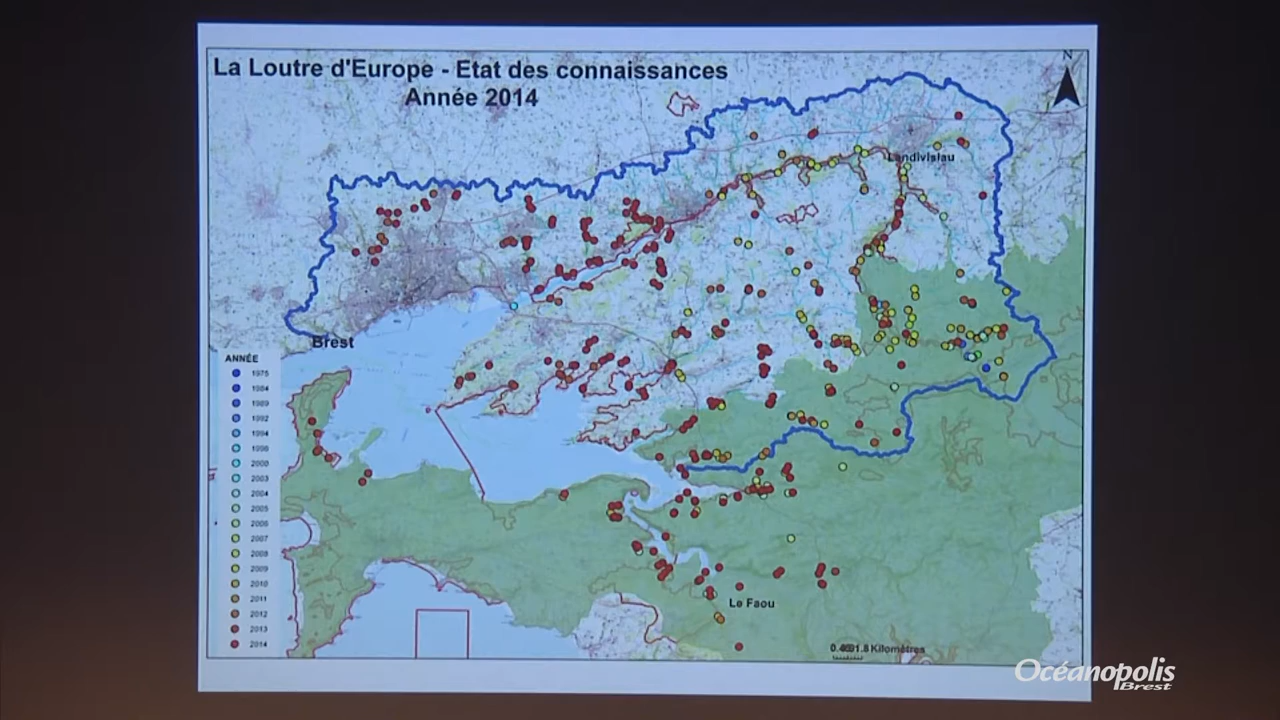 La Loutre d'Europe - Etat des connaissances
Année 2014
N
Landivisiau
Brest
ANNÉE
1975
1984
1989
1992
1994
1996
2000
2003
2004
2005
2006
2007
2008
2009
2010
2011
2012
2013
2014
Le Faou
Kilomètres
Océanopolis
Brest